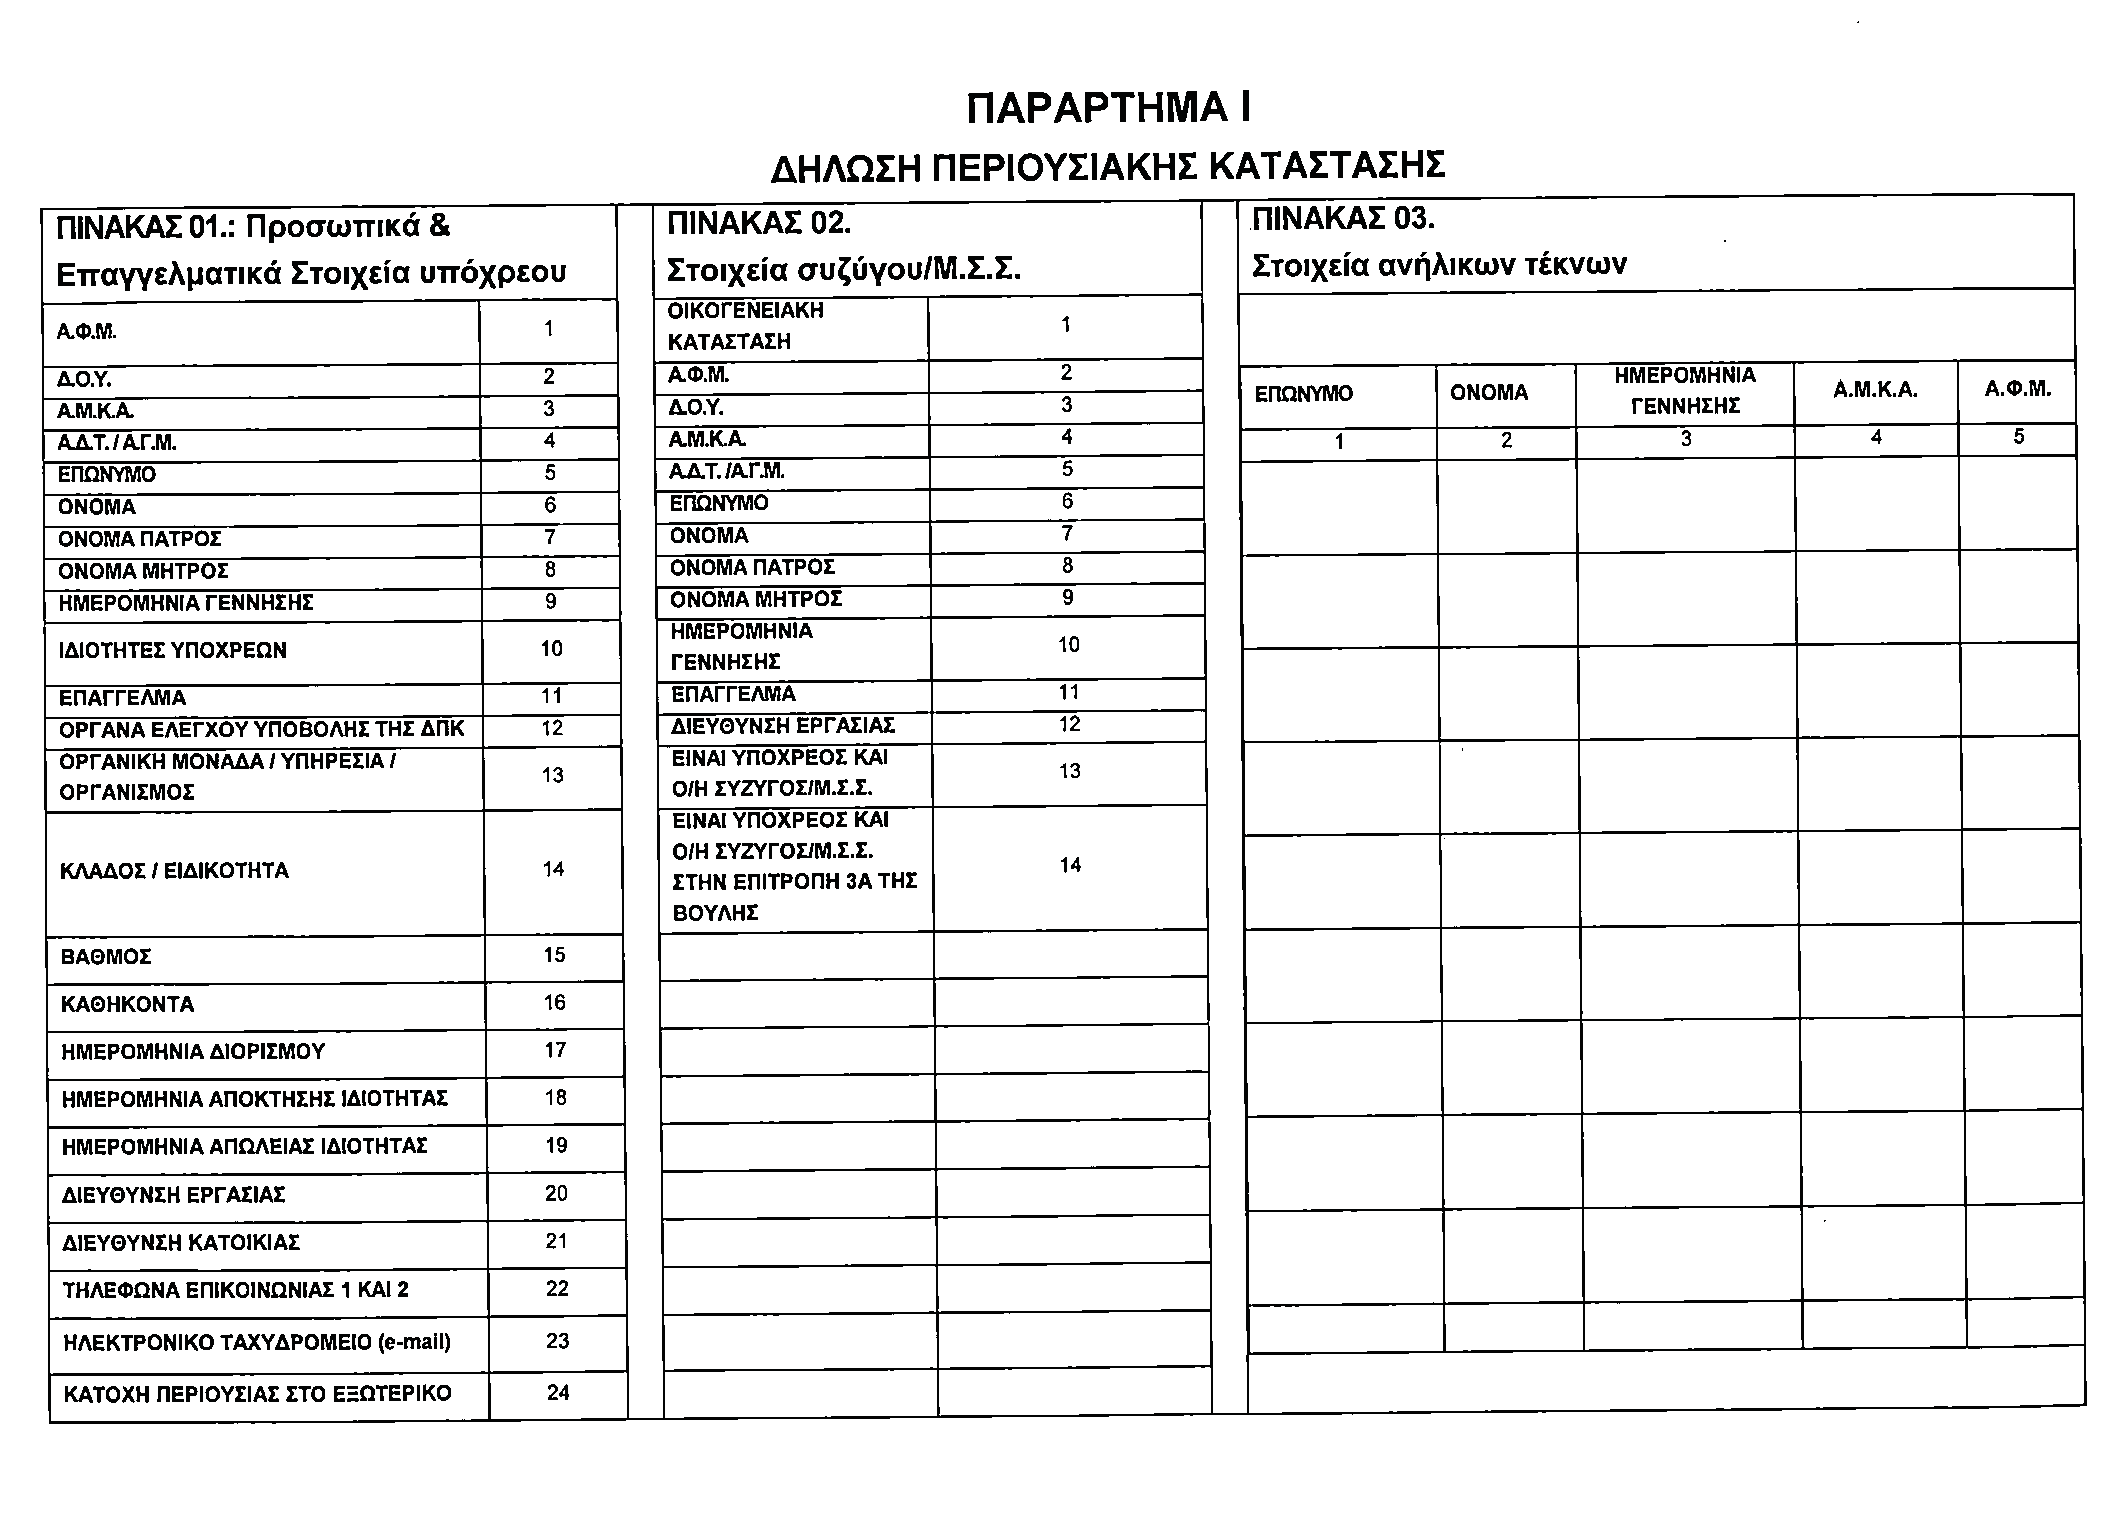 ΠΑΡΑΡΤΗΜΑ Ι
ΔΗΛΩΣΗ ΠΕΡΙΟΥΣΙΑΚΗΣ ΚΑΤΑΣΤΑΣΗΣ
ΠΙΝΑΚΑΣ 01.: Προσωπικά &
Επαγγελματικά Στοιχεία υπόχρεου
Α.Φ.Μ. 1
Δ.Ο.Υ. 2
Α.Μ.Κ.Α. 3
Α.Δ.Τ. / Α.Γ.Μ. 4
ΕΠΩΝΥΜΟ 5
ΟΝΟΜΑ 6
ΟΝΟΜΑ ΠΑΤΡΟΣ 7
ΟΝΟΜΑ ΜΗΤΡΟΣ 8
ΗΜΕΡΟΜΗΝΙΑ ΓΕΝΝΗΣΗΣ 9
ΙΔΙΟΤΗΤΕΣ ΥΠΟΧΡΕΩΝ 10
ΕΠΑΓΓΕΛΜΑ 11
ΟΡΓΑΝΑ ΕΛΕΓΧΟΥ ΥΠΟΒΟΛΗΣ ΤΗΣ ΔΠΚ 12
ΟΡΓΑΝΙΚΗ ΜΟΝΑΔΑ / ΥΠΗΡΕΣΙΑ /
ΟΡΓΑΝΙΣΜΟΣ 13
ΚΛΑΔΟΣ / ΕΙΔΙΚΟΤΗΤΑ 14
ΒΑΘΜΟΣ 15
ΚΑΘΗΚΟΝΤΑ 16
ΗΜΕΡΟΜΗΝΙΑ ΔΙΟΡΙΣΜΟΥ 17
ΗΜΕΡΟΜΗΝΙΑ ΑΠΟΚΤΗΣΗΣ ΙΔΙΟΤΗΤΑΣ 18
ΗΜΕΡΟΜΗΝΙΑ ΑΠΩΛΕΙΑΣ ΙΔΙΟΤΗΤΑΣ 19
ΔΙΕΥΘΥΝΣΗ ΕΡΓΑΣΙΑΣ 20
ΔΙΕΥΘΥΝΣΗ ΚΑΤΟΙΚΙΑΣ 21
ΤΗΛΕΦΩΝΑ ΕΠΙΚΟΙΝΩΝΙΑΣ 1 ΚΑΙ 2 22
ΗΛΕΚΤΡΟΝΙΚΟ ΤΑΧΥΔΡΟΜΕΙΟ (e-mail) 23
ΚΑΤΟΧΗ ΠΕΡΙΟΥΣΙΑΣ ΣΤΟ ΕΞΩΤΕΡΙΚΟ 24
ΠΙΝΑΚΑΣ 02.
Στοιχεία συζύγου/Μ.Σ.Σ.
ΟΙΚΟΓΕΝΕΙΑΚΗ
ΚΑΤΑΣΤΑΣΗ 1
Α.Φ.Μ. 2
Δ.Ο.Υ. 3
Α.Μ.Κ.Α. 4
Α.Δ.Τ. /Α.Γ.Μ. 5
ΕΠΩΝΥΜΟ 6
ΟΝΟΜΑ 7
ΟΝΟΜΑ ΠΑΤΡΟΣ 8
ΟΝΟΜΑ ΜΗΤΡΟΣ 9
ΗΜΕΡΟΜΗΝΙΑ
ΓΕΝΝΗΣΗΣ 10
ΕΠΑΓΓΕΛΜΑ 11
ΔΙΕΥΘΥΝΣΗ ΕΡΓΑΣΙΑΣ 12
ΕΙΝΑΙ ΥΠΟΧΡΕΟΣ ΚΑΙ
Ο/Η ΣΥΖΥΓΟΣ/Μ.Σ.Σ. 13
ΕΙΝΑΙ ΥΠΟΧΡΕΟΣ ΚΑΙ
Ο/Η ΣΥΖΥΓΟΣ/Μ.Σ.Σ.
ΣΤΗΝ ΕΠΙΤΡΟΠΗ 3Α ΤΗΣ
ΒΟΥΛΗΣ 14
ΠΙΝΑΚΑΣ 03.
Στοιχεία ανήλικων τέκνων
ΕΠΩΝΥΜΟ ΟΝΟΜΑ ΗΜΕΡΟΜΗΝΙΑ ΓΕΝΝΗΣΗΣ Α.Μ.Κ.Α. Α.Φ.Μ.
1 2 3 4 5